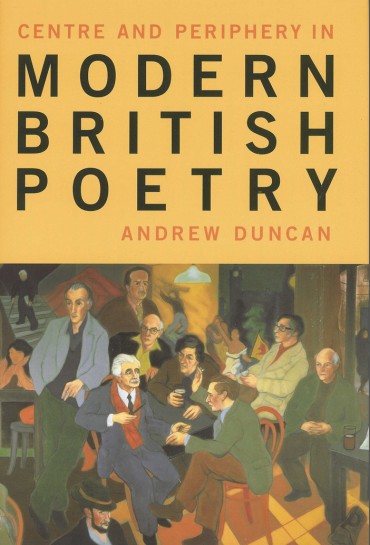 CENTRE AND PERIPHERY IN
MODERN
BRITISH
POETRY
ANDREW DUNCAN